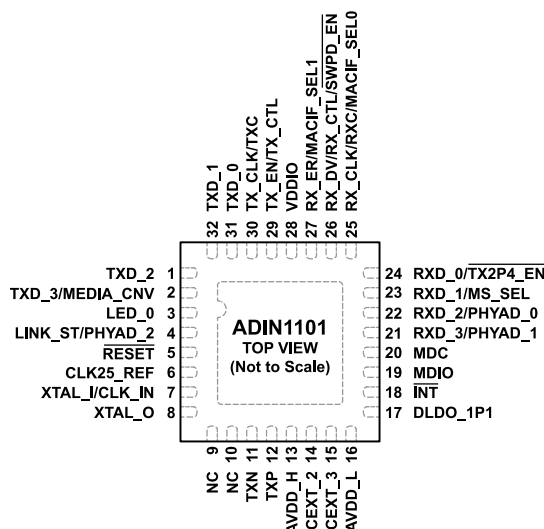 32 TXD_1
31 TXD_0
30 TX_CLK/TXC
29 TX_EN/TX_CTL
28 VDDIO
27 RX_ER/MACIF_SEL1
26 RX_DV/RX_CTL/SWPD_EN
25 RX_CLK/RXC/MACIF_SEL0
TXD_2 1
TXD_3/MEDIA_CNV 2
LED_0 3
LINK_ST/PHYAD_2 4
RESET 5
CLK25_REF 6
XTAL_I/CLK_IN 7
XTAL_O 8
ADIN1101
TOP VIEW
(Not to Scale)
24 RXD_0/TX2P4_EN
23 RXD_1/MS_SEL
22 RXD_2/PHYAD_0
21 RXD_3/PHYAD_1
20 MDC
19 MDIO
18 INT
17 DLDO_1P1
NC 9
NC 10
TXN 11
TXP 12
AVDD_H 13
CEXT_2 14
CEXT_3 15
AVDD_L 16